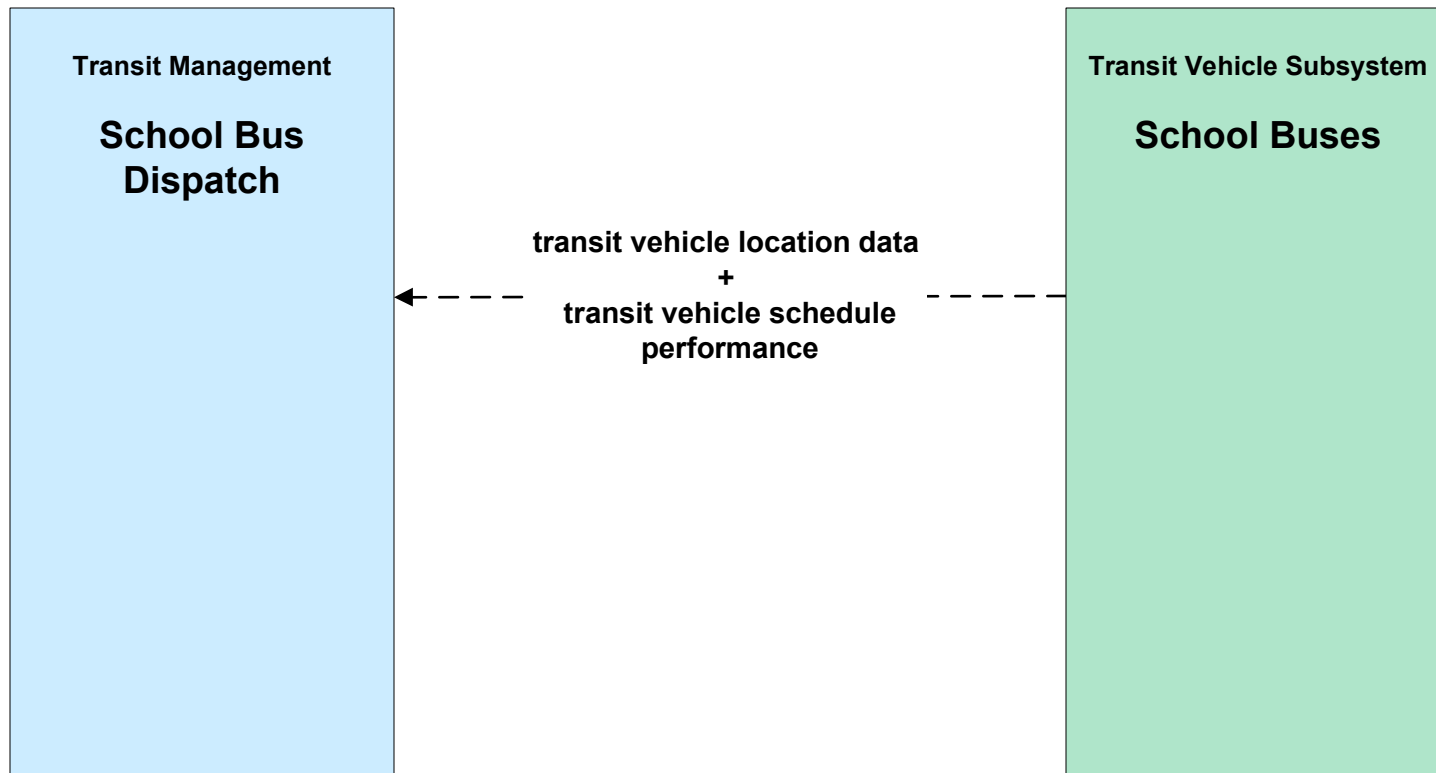 Transit Management
School Bus
Dispatch
Transit Vehicle Subsystem
School Buses
transit vehicle location data
+
transit vehicle schedule
performance